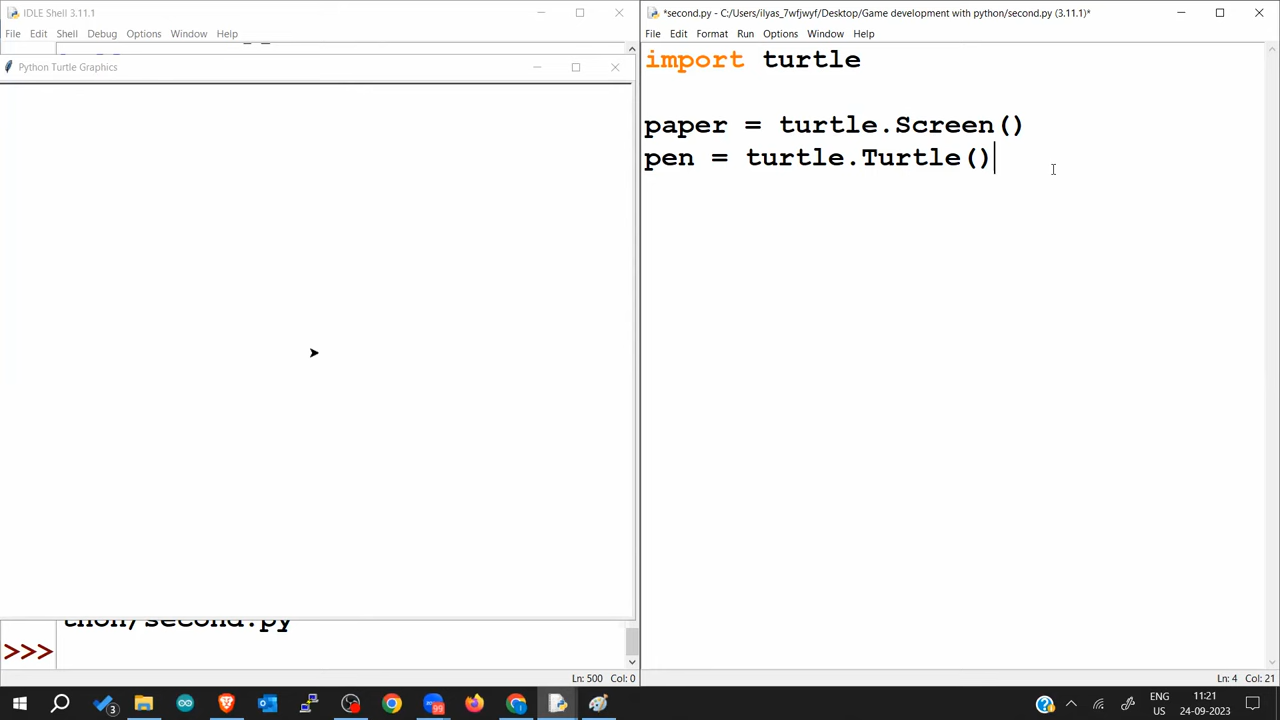 IDLE Shell 3.11.1
File Edit Shell Debug Options Window Help
Python Turtle Graphics
thon/second.py
>>>
Ln: 500 Col: 0
*second.py - C:/Users/ilyas_7wfjwyf/Desktop/Game development with python/second.py (3.11.1)*
File Edit Format Run Options Window Help
import turtle
paper = turtle.Screen()
pen = turtle.Turtle()
Ln: 4 Col: 21
3
99
ENG
US
11:21
24-09-2023